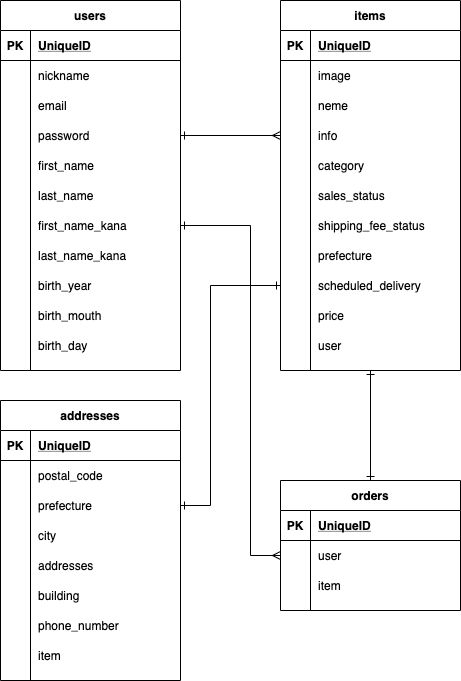 users
PK UniqueID
nickname
email
password
first_name
last_name
first_name_kana
last_name_kana
birth_year
birth_mouth
birth_day
items
PK UniqueID
image
neme
info
category
sales_status
shipping_fee_status
prefecture
scheduled_delivery
price
user
addresses
PK UniqueID
postal_code
prefecture
city
addresses
building
phone_number
item
orders
PK UniqueID
user
item